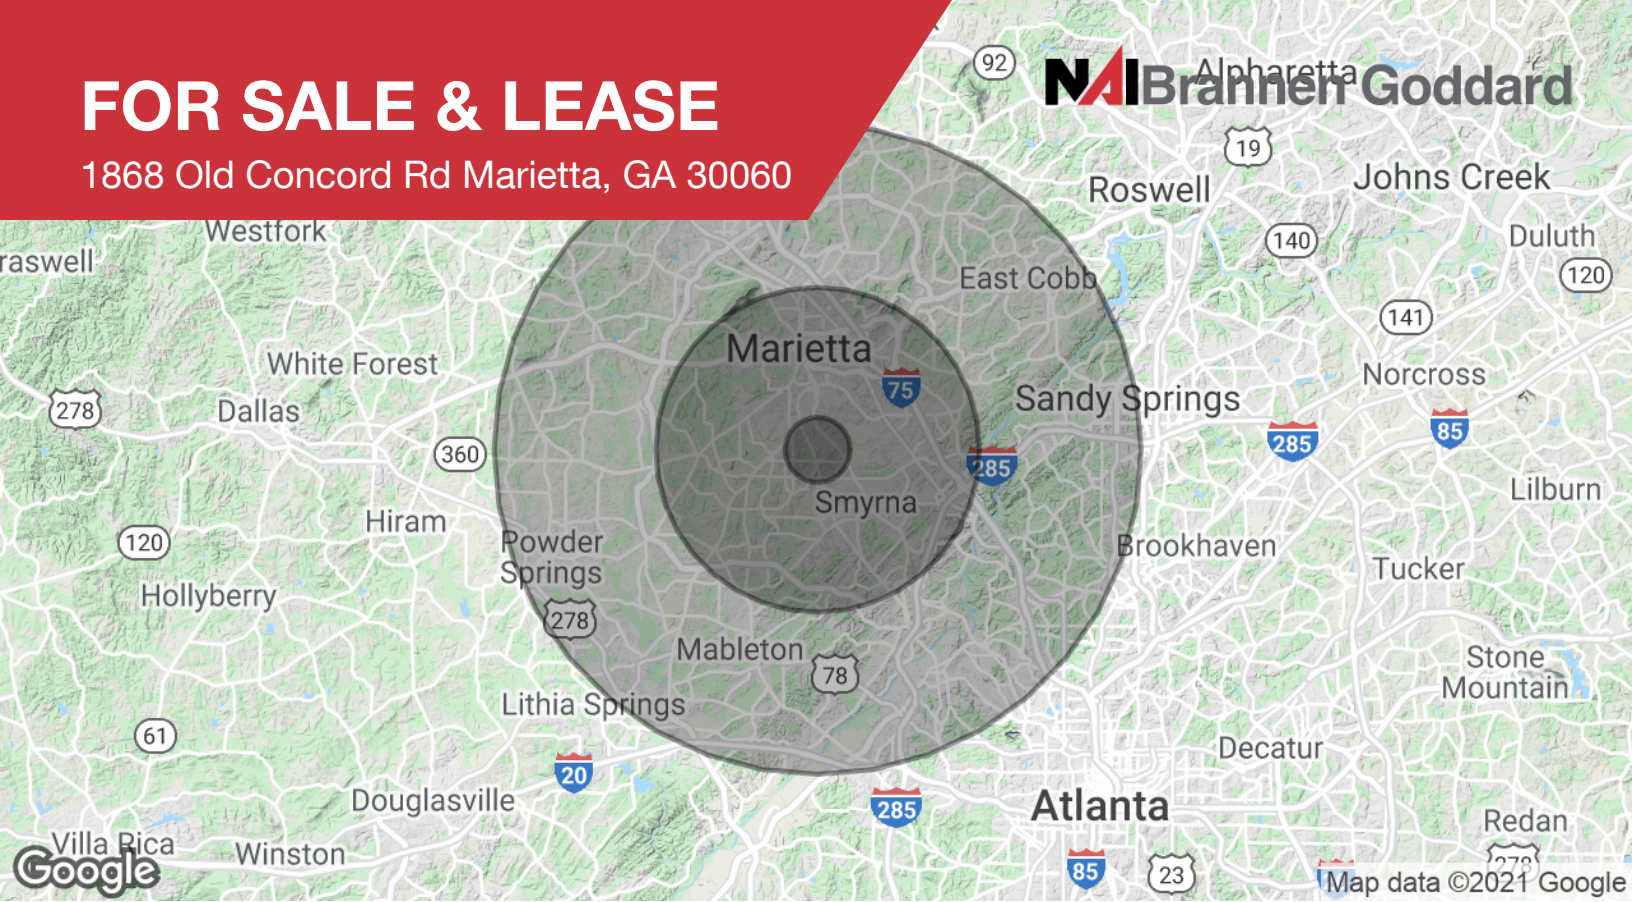 FOR SALE & LEASE
1868 Old Concord Rd Marietta, GA 30060
NAI Brannen Goddard
92
Alpharetta
19
Roswell
Johns Creek
140
Duluth
120
Westfork
raswell
East Cobb
141
White Forest
Marietta
75
Norcross
278
Dallas
Sandy Springs
285
85
360
285
Lilburn
Smyrna
Hiram
120
Powder
Springs
Brookhaven
Tucker
Hollyberry
278
Mableton
78
Stone
Mountain
Lithia Springs
61
20
Decatur
Douglasville
285
Atlanta
Redan
Villa Rica
Winston
85
23
278
Google
Map data ©2021 Google